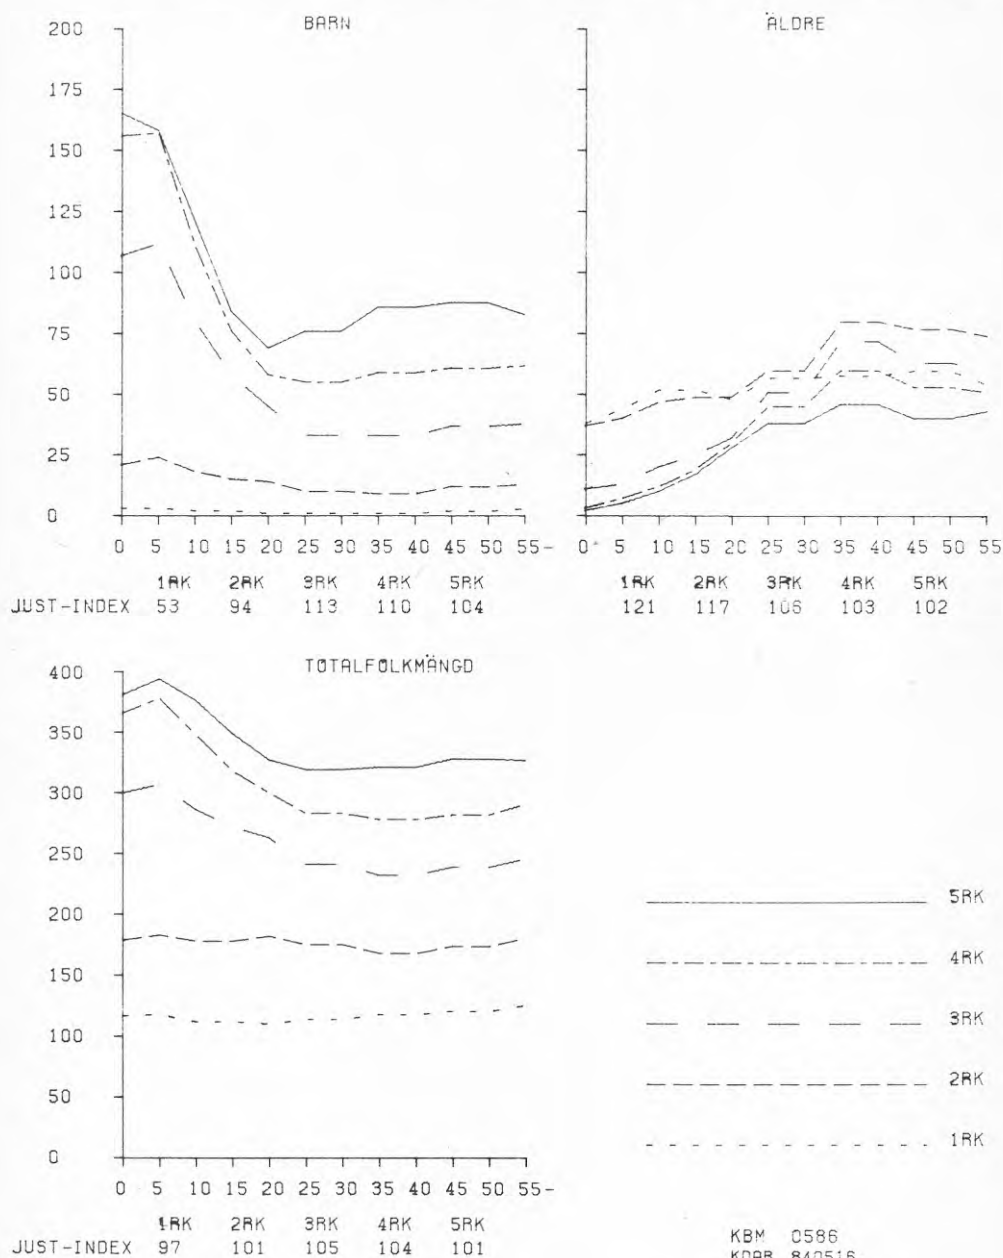 BARN
200
175
150
125
100
75
50
25
0
0 5 10 15 20 25 30 35 40 45 50 55-
1RK 2RK 3RK 4RK 5RK
JUST-INDEX 53 94 113 110 104
ÄLDRE
0 5 10 15 20 25 30 35 40 45 50 55
1RK 2RK 3RK 4RK 5RK
121 117 106 103 102
TOTALFOLKMÄNGD
400
350
300
250
200
150
100
50
0
0 5 10 15 20 25 30 35 40 45 50 55-
1RK 2RK 3RK 4RK 5RK
JUST-INDEX 97 101 105 104 101
5RK
4RK
3RK
2RK
1RK
KBM 0586
KDAB 840516